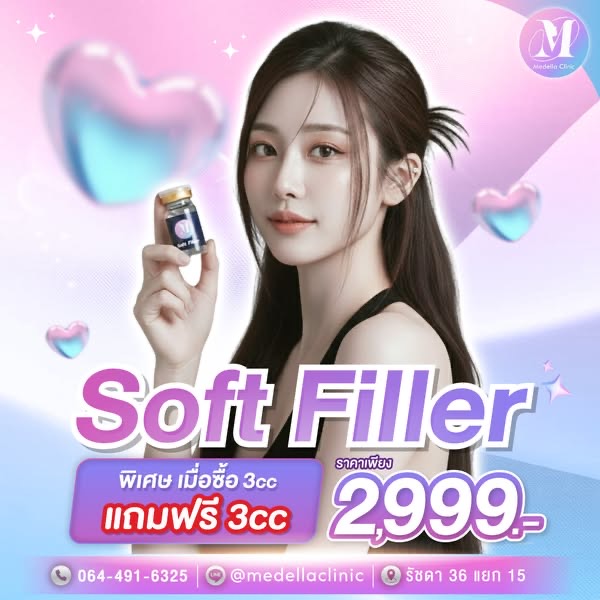 M
Medella Clinic
M
Soft Filler
Soft Filler
พิเศษ เมื่อซื้อ 3cc
แถมฟรี 3cc
ราคาเพียง
2,999.-
064-491-6325
LINE
@medellaclinic
รัชดา 36 แยก 15